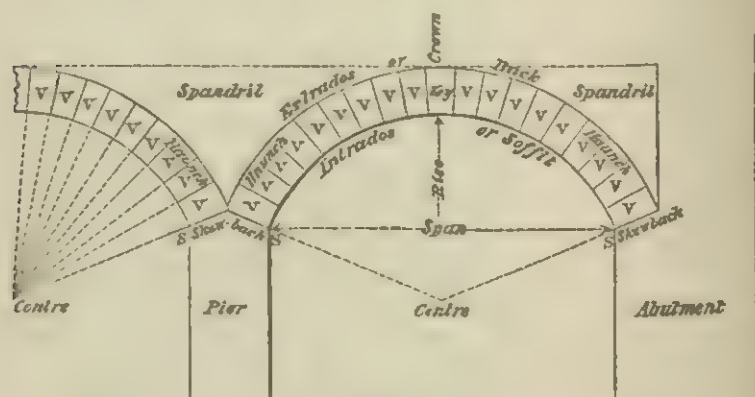 Crown
Extrados or Back
Spandril
Spandril
V V V V V V V V
V V V V V V V V Key V V V V V V V V
Haunch
Haunch
Haunch
Intrados or Soffit
Rise
S Skew-back S
Span
S Skewback
Centre
Pier
Centre
Abutment